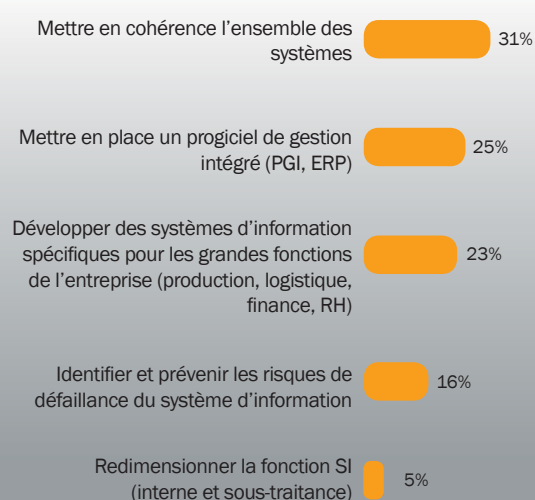 Mettre en cohérence l’ensemble des
systèmes
31%
Mettre en place un progiciel de gestion
intégré (PGI, ERP)
25%
Développer des systèmes d’information
spécifiques pour les grandes fonctions
de l’entreprise (production, logistique,
finance, RH)
23%
Identifier et prévenir les risques de
défaillance du système d’information
16%
Redimensionner la fonction SI
(interne et sous-traitance)
5%